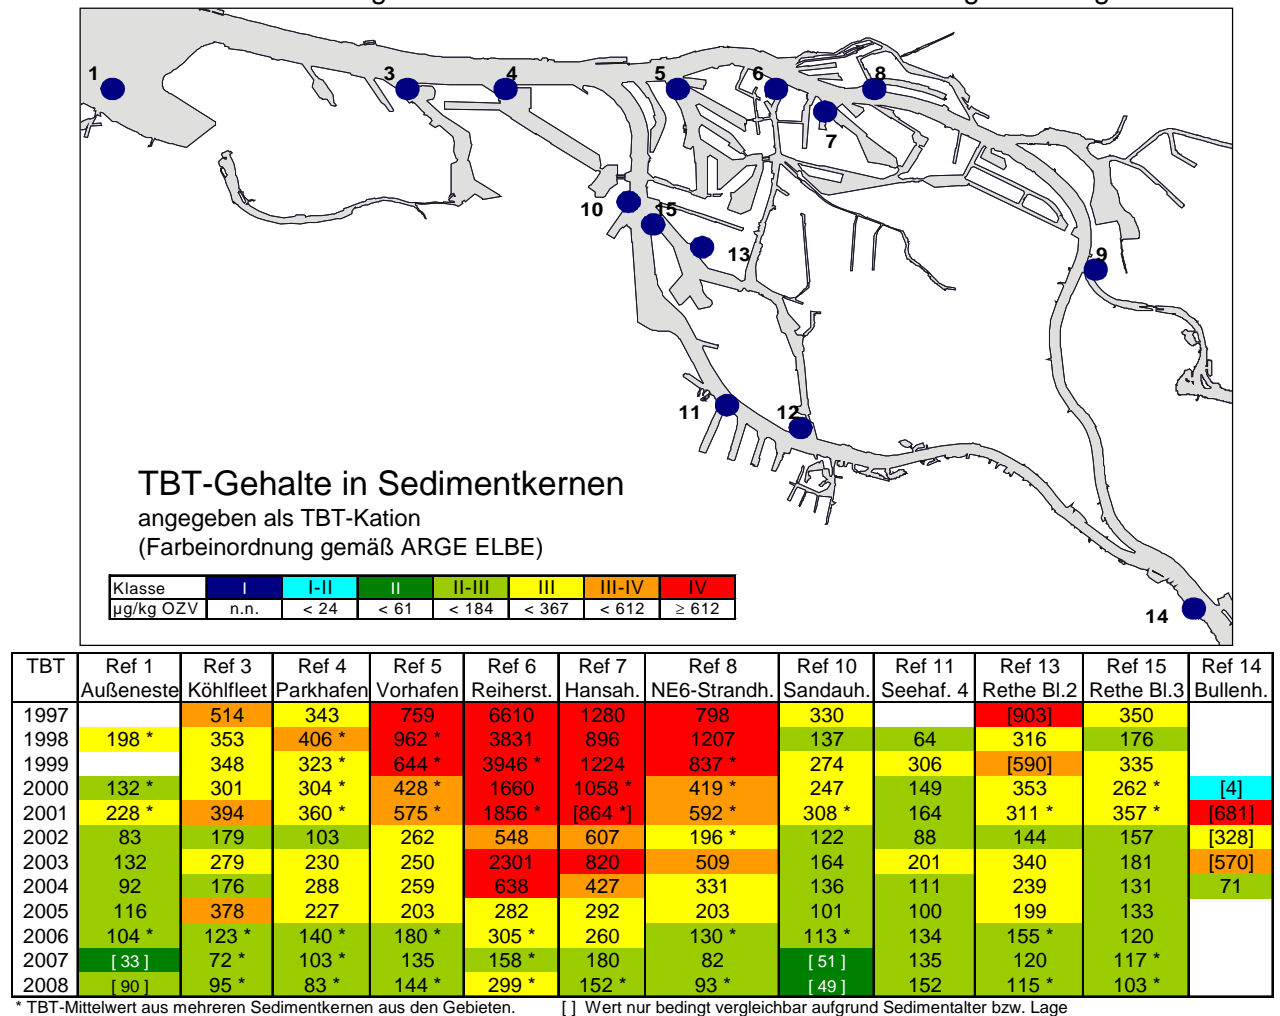 1
3
4
5
6
8
7
10
15
13
9
11
12
14
TBT-Gehalte in Sedimentkernen
angegeben als TBT-Kation
(Farbeinordnung gemäß ARGE ELBE)
Klasse I I-II II II-III III III-IV IV
µg/kg OZV n.n. < 24 < 61 < 184 < 367 < 612 ≥ 612
TBT Ref 1 Ref 3 Ref 4 Ref 5 Ref 6 Ref 7 Ref 8 Ref 10 Ref 11 Ref 13 Ref 15 Ref 14
Außeneste Köhlfleet Parkhafen Vorhafen Reiherst. Hansah. NE6-Strandh. Sandauh. Seehaf. 4 Rethe Bl.2 Rethe Bl.3 Bullenh.
1997 514 343 759 6610 1280 798 330 [903] 350
1998 198 * 353 406 * 962 * 3831 896 1207 137 64 316 176
1999 348 323 * 644 * 3946 * 1224 837 * 274 306 [590] 335
2000 132 * 301 304 * 428 * 1660 1058 * 419 * 247 149 353 262 * [4]
2001 228 * 394 360 * 575 * 1856 * [864 *] 592 * 308 * 164 311 * 357 * [681]
2002 83 179 103 262 548 607 196 * 122 88 144 157 [328]
2003 132 279 230 250 2301 820 509 164 201 340 181 [570]
2004 92 176 288 259 638 427 331 136 111 239 131 71
2005 116 378 227 203 282 292 203 101 100 199 133
2006 104 * 123 * 140 * 180 * 305 * 260 130 * 113 * 134 155 * 120
2007 [ 33 ] 72 * 103 * 135 158 * 180 82 [ 51 ] 135 120 117 *
2008 [ 90 ] 95 * 83 * 144 * 299 * 152 * 93 * [ 49 ] 152 115 * 103 *
* TBT-Mittelwert aus mehreren Sedimentkernen aus den Gebieten. [ ] Wert nur bedingt vergleichbar aufgrund Sedimentalter bzw. Lage